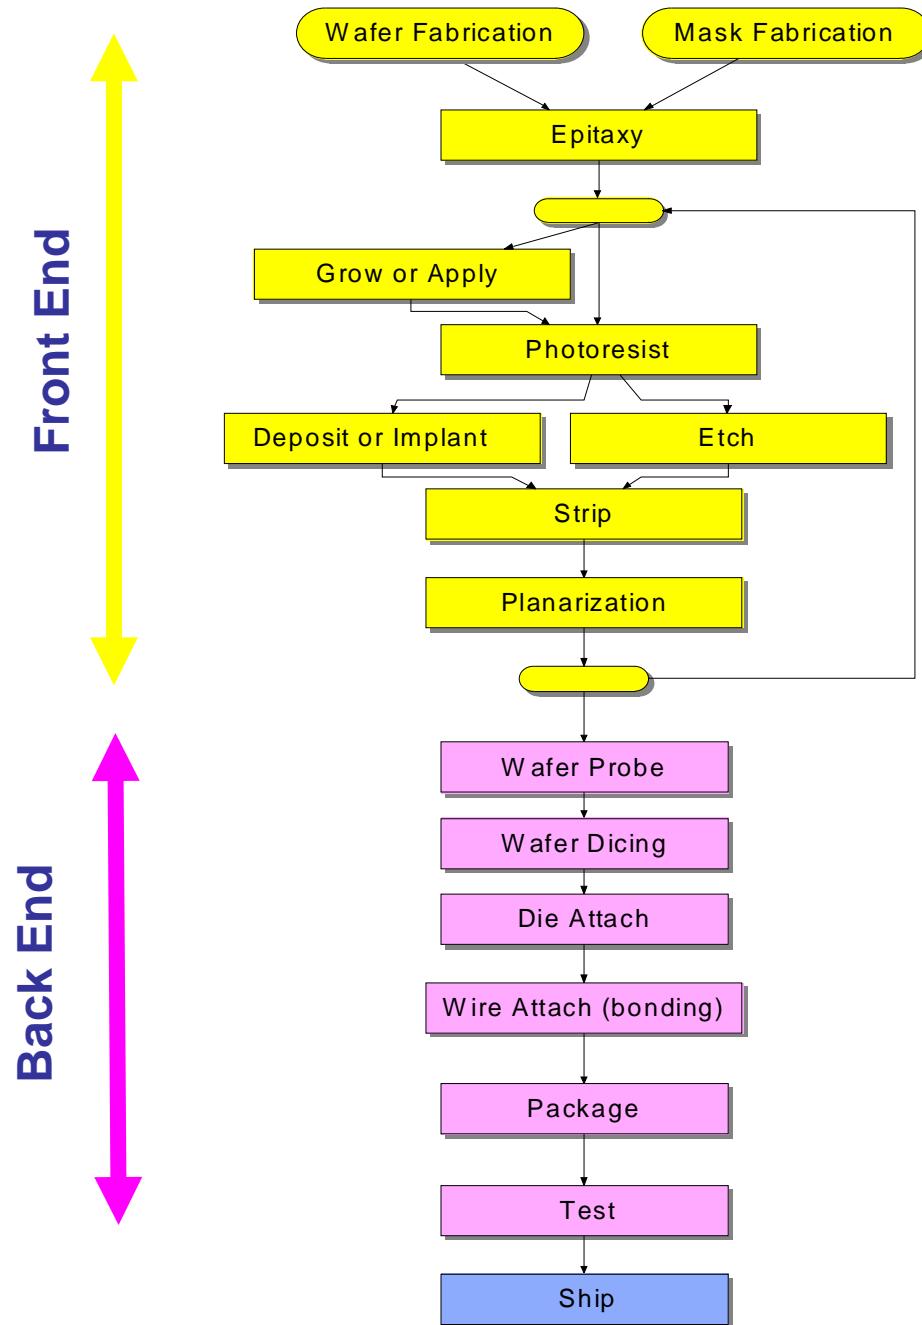 Wafer Fabrication
Mask Fabrication
Epitaxy
Grow or Apply
Photoresist
Deposit or Implant
Etch
Strip
Planarization
Front End
Wafer Probe
Wafer Dicing
Die Attach
Wire Attach (bonding)
Package
Test
Back End
Ship